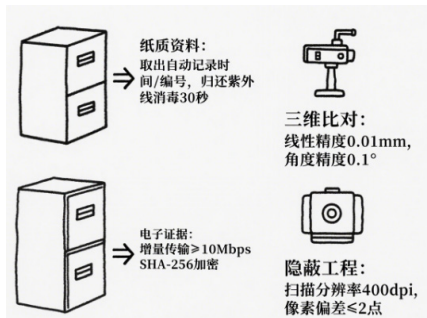 纸质资料：
取出自动记录时
间/编号，归还紫外
线消毒30秒
三维比对：
线性精度0.01mm，
角度精度0.1°
电子证据：
增量传输≥10Mbps
SHA-256加密
隐蔽工程：
扫描分辨率400dpi，
像素偏差≤2点